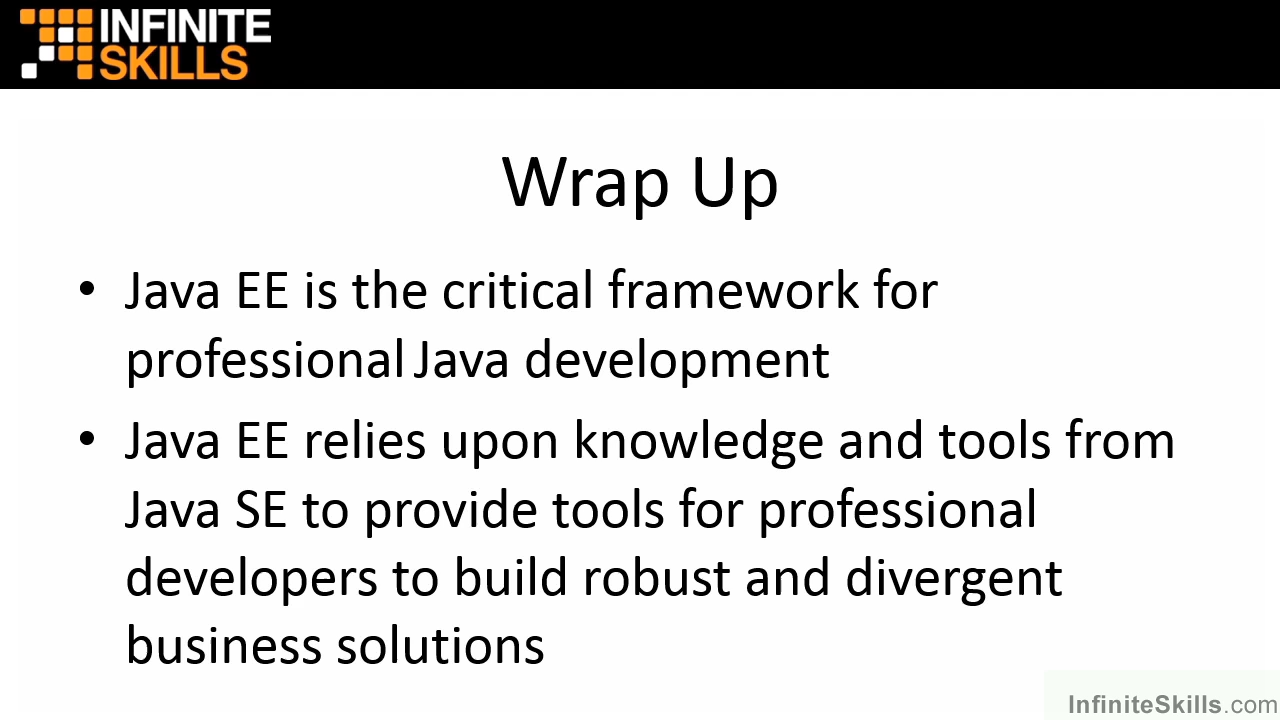 INFINITE
SKILLS
Wrap Up
• Java EE is the critical framework for
professional Java development
• Java EE relies upon knowledge and tools from
Java SE to provide tools for professional
developers to build robust and divergent
business solutions
InfiniteSkills.com